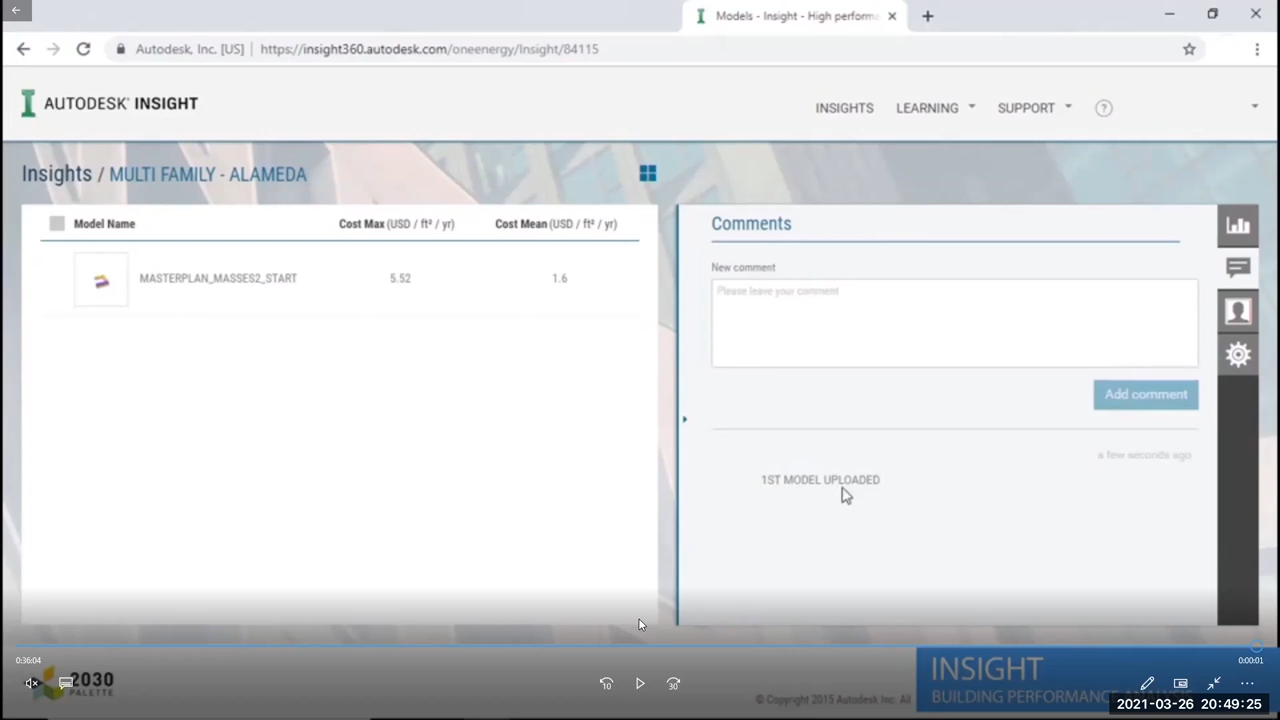 Models - Insight - High perform
Autodesk, Inc. [US] | https://insight360.autodesk.com/oneenergy/Insight/84115
AUTODESK® INSIGHT
INSIGHTS LEARNING SUPPORT ?
Insights / MULTI FAMILY - ALAMEDA
Model Name Cost Max (USD / ft² / yr) Cost Mean (USD / ft² / yr)
MASTERPLAN_MASSES2_START 5.52 1.6
Comments
New comment
Please leave your comment
Add comment
a few seconds ago
1ST MODEL UPLOADED
0:36:04
0:00:01
2030
PALETTE
10
30
© Copyright 2015 Autodesk Inc. All
INSIGHT
BUILDING PERFORMANCE
2021-03-26 20:49:25